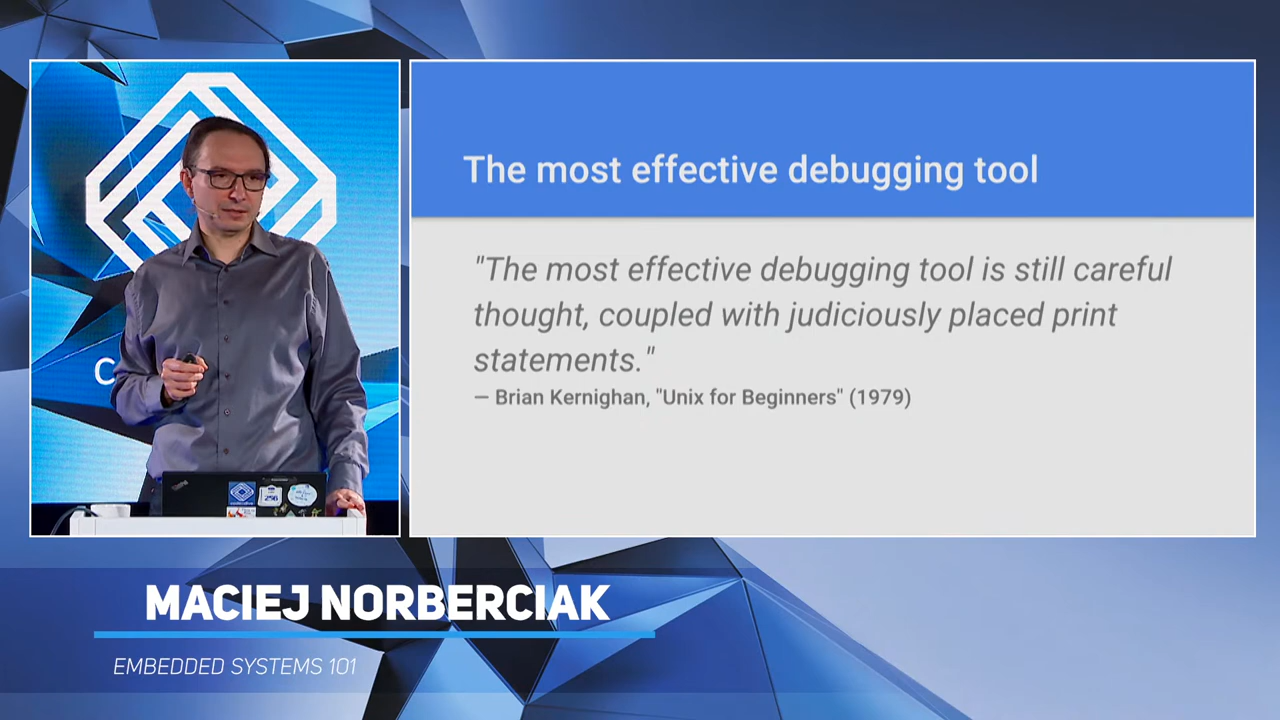 The most effective debugging tool
"The most effective debugging tool is still careful
thought, coupled with judiciously placed print
statements."
— Brian Kernighan, "Unix for Beginners" (1979)
C
MACIEJ NORBERCIAK
EMBEDDED SYSTEMS 101